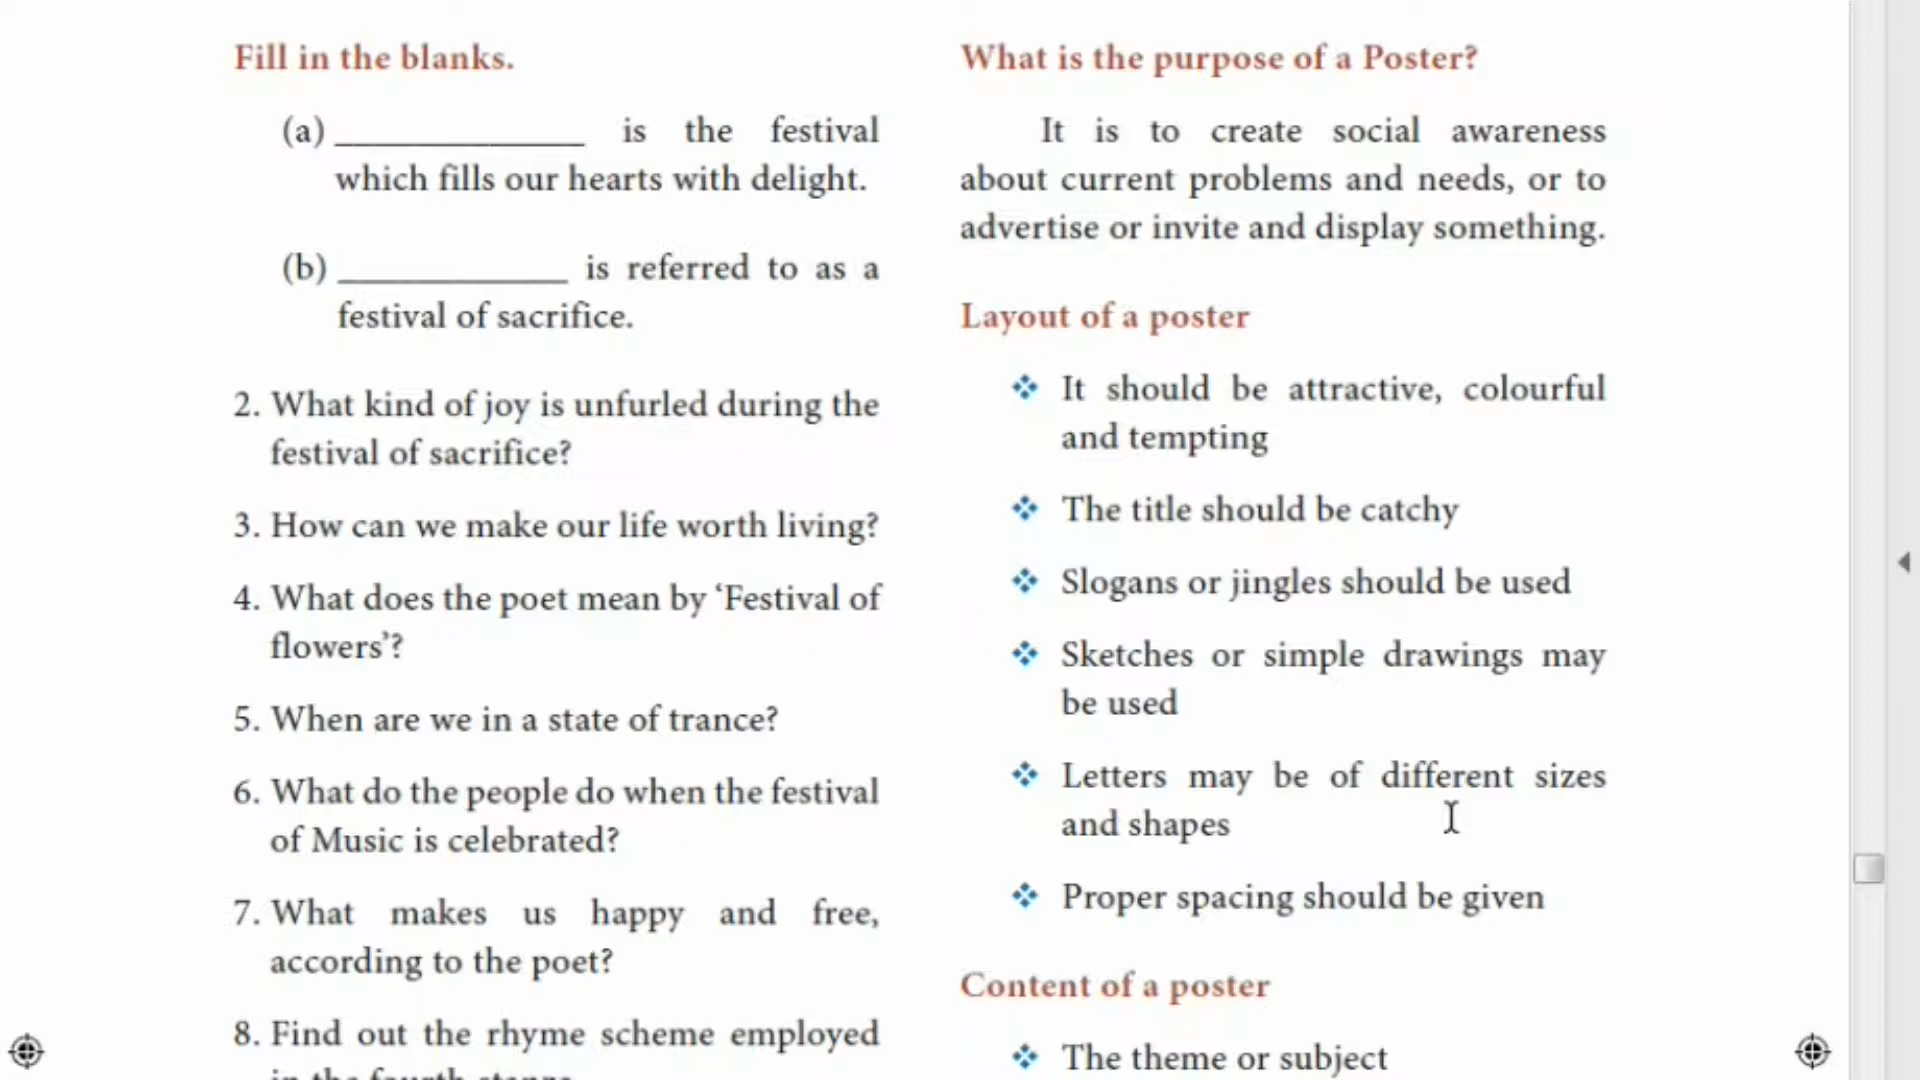 Fill in the blanks.
(a) ______________ is the festival
which fills our hearts with delight.
(b) _____________ is referred to as a
festival of sacrifice.
2. What kind of joy is unfurled during the
festival of sacrifice?
3. How can we make our life worth living?
4. What does the poet mean by ‘Festival of
flowers’?
5. When are we in a state of trance?
6. What do the people do when the festival
of Music is celebrated?
7. What makes us happy and free,
according to the poet?
8. Find out the rhyme scheme employed
in the fourth stanza
What is the purpose of a Poster?
It is to create social awareness
about current problems and needs, or to
advertise or invite and display something.
Layout of a poster
❖ It should be attractive, colourful
and tempting
❖ The title should be catchy
❖ Slogans or jingles should be used
❖ Sketches or simple drawings may
be used
❖ Letters may be of different sizes
and shapes
❖ Proper spacing should be given
Content of a poster
❖ The theme or subject